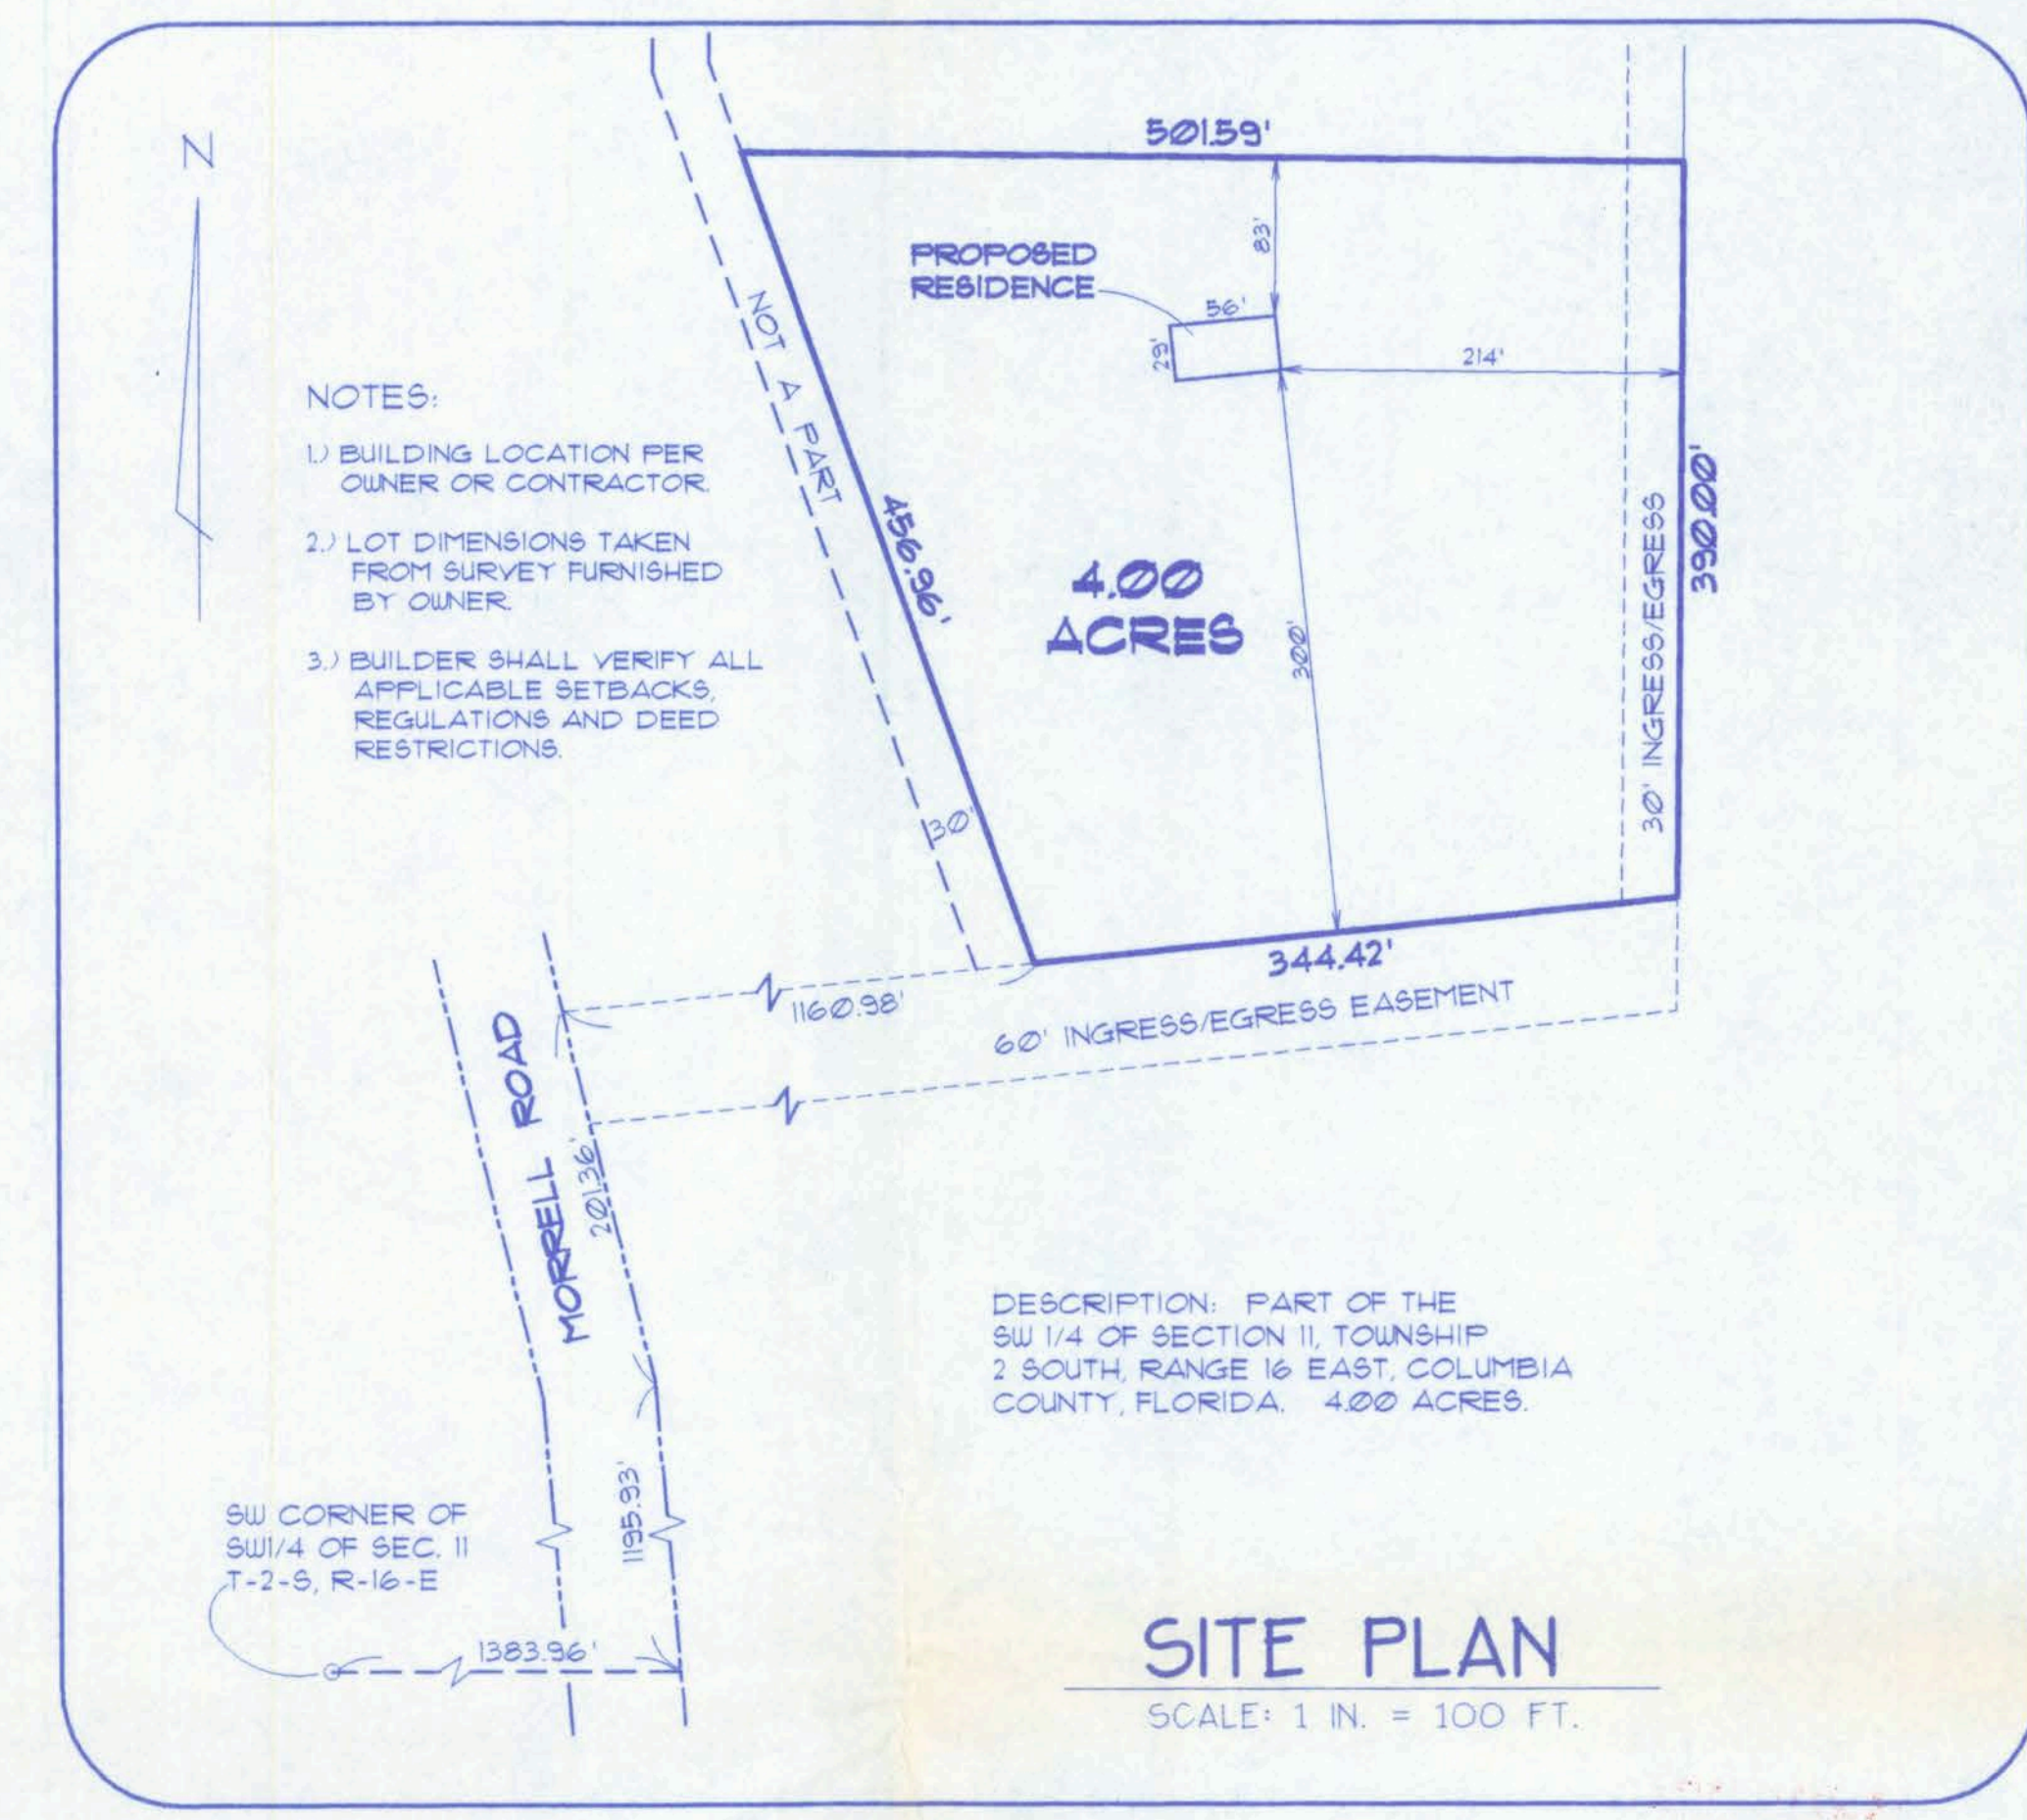 N
501.59'
83'
PROPOSED
RESIDENCE
56'
29'
214'
NOT A PART
NOTES:
1.) BUILDING LOCATION PER
OWNER OR CONTRACTOR.
2.) LOT DIMENSIONS TAKEN
FROM SURVEY FURNISHED
BY OWNER.
3.) BUILDER SHALL VERIFY ALL
APPLICABLE SETBACKS,
REGULATIONS AND DEED
RESTRICTIONS.
456.96'
4.00
ACRES
300'
30' INGRESS/EGRESS
390.00'
30'
344.42'
1160.98'
60' INGRESS/EGRESS EASEMENT
MORRELL ROAD
201.36'
DESCRIPTION: PART OF THE
SW 1/4 OF SECTION 11, TOWNSHIP
2 SOUTH, RANGE 16 EAST, COLUMBIA
COUNTY, FLORIDA. 4.00 ACRES.
1195.93'
SW CORNER OF
SW1/4 OF SEC. 11
T-2-S, R-16-E
1383.96'
SITE PLAN
SCALE: 1 IN. = 100 FT.